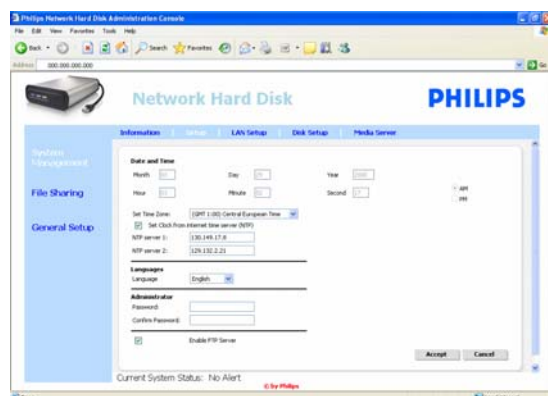 Philips Network Hard Disk Administration Console
File Edit View Favorites Tools Help
Back Search Favorites
Address 000.000.000.000 Go
Network Hard Disk PHILIPS
Information Setup LAN Setup Disk Setup Media Server
System Management
File Sharing
General Setup
Date and Time
Month Day Year
Hour Minute Second AM
PM
Set Time Zone: (GMT 1:00) Central European Time
Set Clock from internet time server (NTP)
NTP server 1: 130.149.17.8
NTP server 2: 129.132.2.21
Languages
Language English
Administrator
Password:
Confirm Password:
Enable FTP Server
Accept Cancel
Current System Status: No Alert
© by Philips